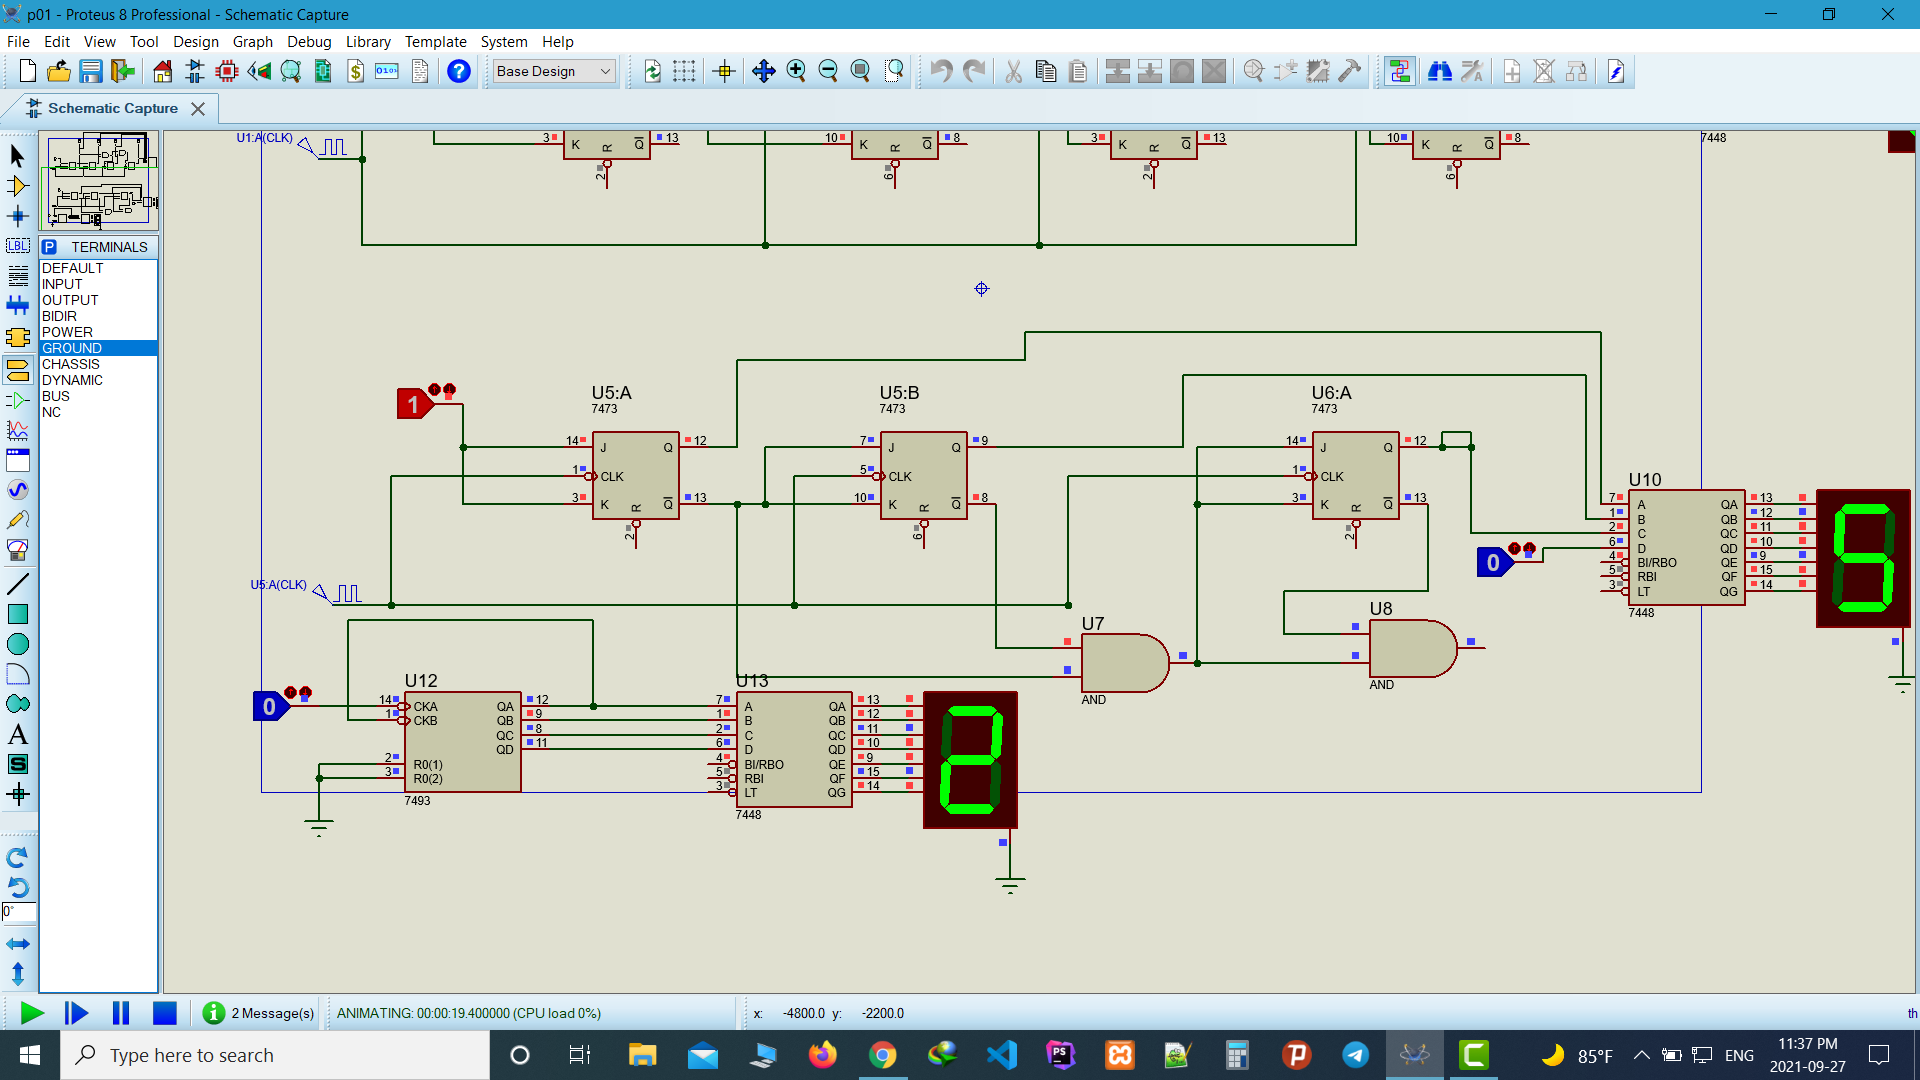 p01 - Proteus 8 Professional - Schematic Capture
File Edit View Tool Design Graph Debug Library Template System Help
Base Design
Schematic Capture
TERMINALS
DEFAULT
INPUT
OUTPUT
BIDIR
POWER
GROUND
CHASSIS
DYNAMIC
BUS
NC
U1:A(CLK)
3 K R Q 13
2
10 K R Q 8
6
3 K R Q 13
2
10 K R Q 8
6
7448
1
U5:A
7473
14 J Q 12
1 CLK
3 K R Q 13
2
U5:B
7473
7 J Q 9
5 CLK
10 K R Q 8
6
U6:A
7473
14 J Q 12
1 CLK
3 K R Q 13
2
0
U10
7 A QA 13
1 B QB 12
2 C QC 11
6 D QD 10
4 BI/RBO QE 9
5 RBI QF 15
3 LT QG 14
7448
5
U5:A(CLK)
U7
AND
U8
AND
0
U12
14 CKA QA 12
1 CKB QB 9
QC 8
QD 11
2 R0(1)
3 R0(2)
7493
U13
7 A QA 13
1 B QB 12
2 C QC 11
6 D QD 10
4 BI/RBO QE 9
5 RBI QF 15
3 LT QG 14
7448
2
0°
2 Message(s)
ANIMATING: 00:00:19.400000 (CPU load 0%)
x: -4800.0 y: -2200.0
th
Type here to search
85°F
ENG
11:37 PM
2021-09-27